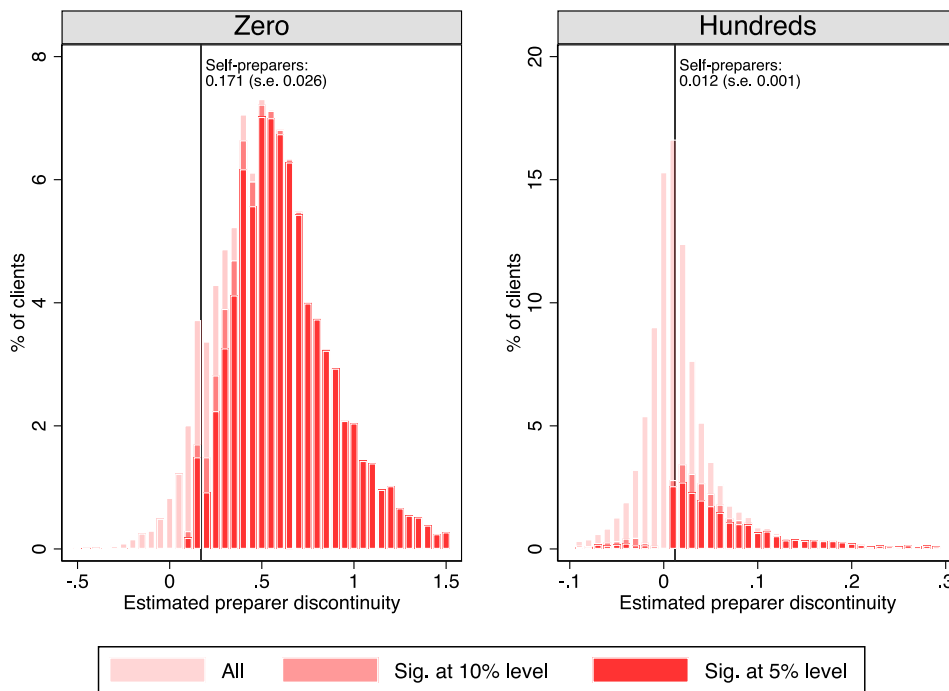 Zero
Hundreds
8
6
4
2
0
% of clients
Self-preparers:
0.171 (s.e. 0.026)
-.5
0
.5
1
1.5
Estimated preparer discontinuity
20
15
10
5
0
% of clients
Self-preparers:
0.012 (s.e. 0.001)
-.1
0
.1
.2
.3
Estimated preparer discontinuity
All
Sig. at 10% level
Sig. at 5% level